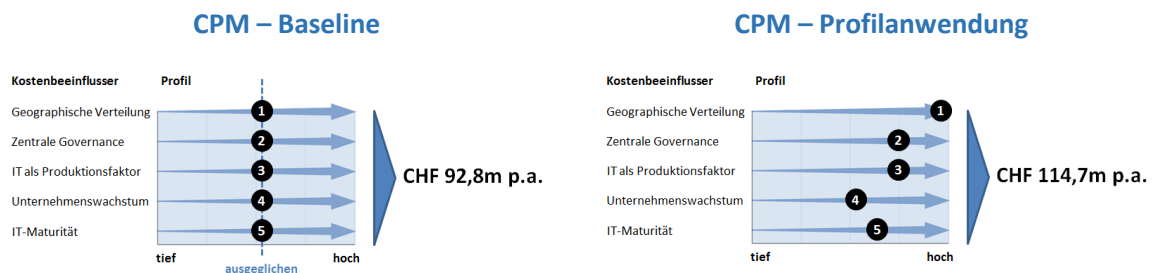 CPM – Baseline
Kostenbeeinflusser Profil
Geographische Verteilung 1
Zentrale Governance 2
IT als Produktionsfaktor 3
Unternehmenswachstum 4
IT-Maturität 5
tief hoch
ausgeglichen
CHF 92,8m p.a.
CPM – Profilanwendung
Kostenbeeinflusser Profil
Geographische Verteilung 1
Zentrale Governance 2
IT als Produktionsfaktor 3
Unternehmenswachstum 4
IT-Maturität 5
tief hoch
CHF 114,7m p.a.